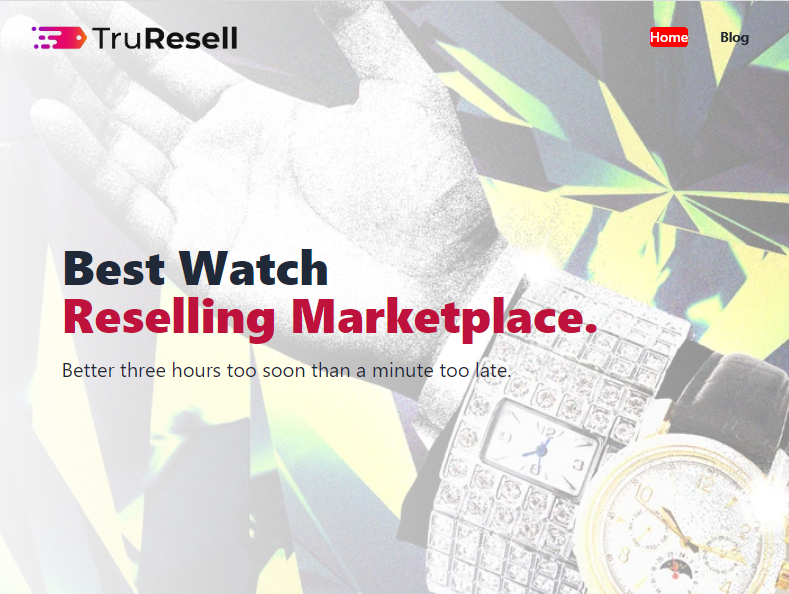 TruResell
Home
Blog
Best Watch
Reselling Marketplace.
Better three hours too soon than a minute too late.